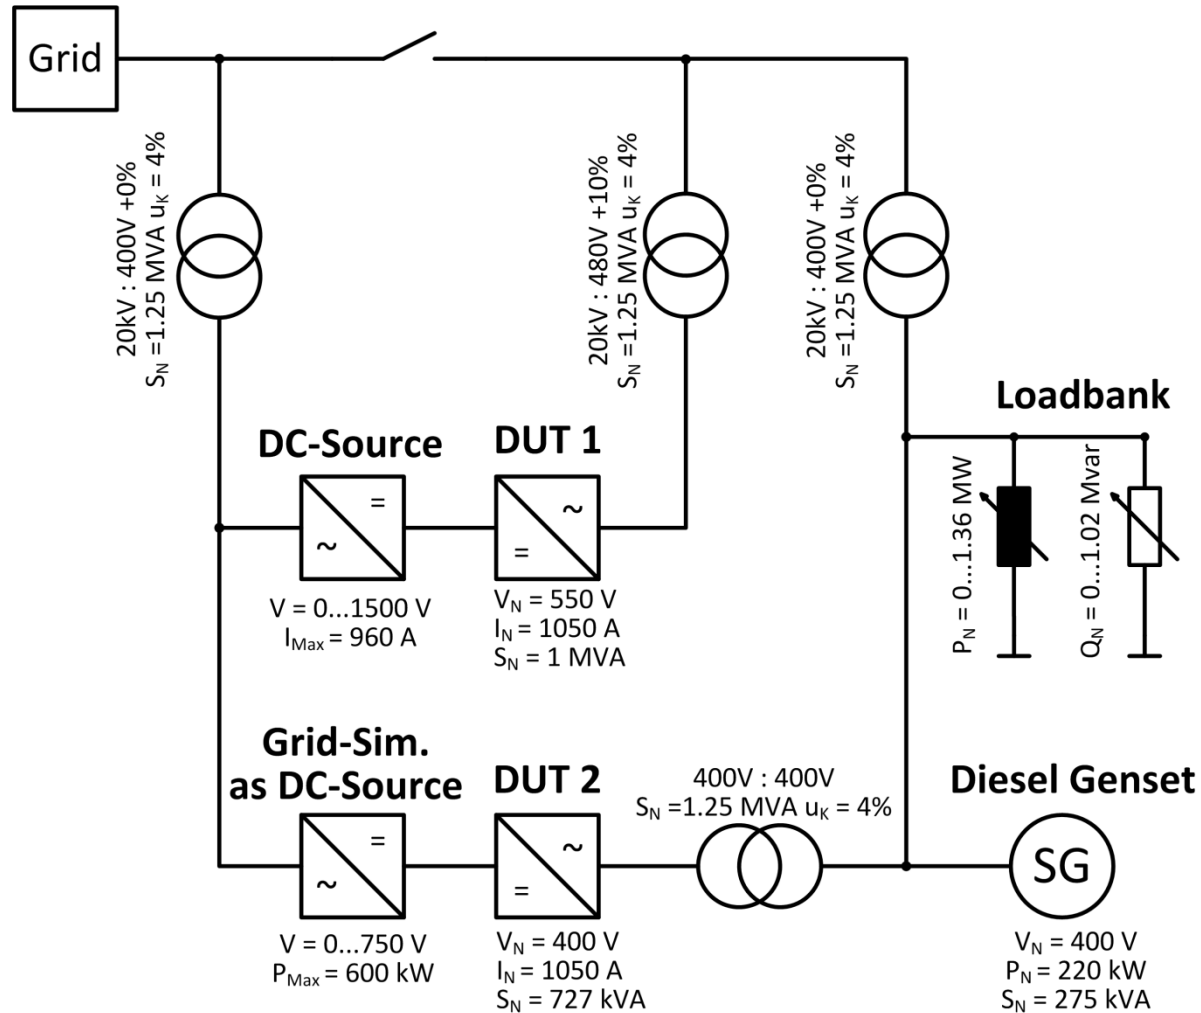 Grid
20kV : 400V +0%
S_N =1.25 MVA u_K = 4%
20kV : 480V +10%
S_N =1.25 MVA u_K = 4%
20kV : 400V +0%
S_N =1.25 MVA u_K = 4%
Loadbank
P_N = 0...1.36 MW
Q_N = 0...1.02 Mvar
DC-Source
=
~
V = 0...1500 V
I_Max = 960 A
DUT 1
~
=
V_N = 550 V
I_N = 1050 A
S_N = 1 MVA
Grid-Sim.
as DC-Source
=
~
V = 0...750 V
P_Max = 600 kW
DUT 2
~
=
V_N = 400 V
I_N = 1050 A
S_N = 727 kVA
400V : 400V
S_N =1.25 MVA u_K = 4%
Diesel Genset
SG
V_N = 400 V
P_N = 220 kW
S_N = 275 kVA